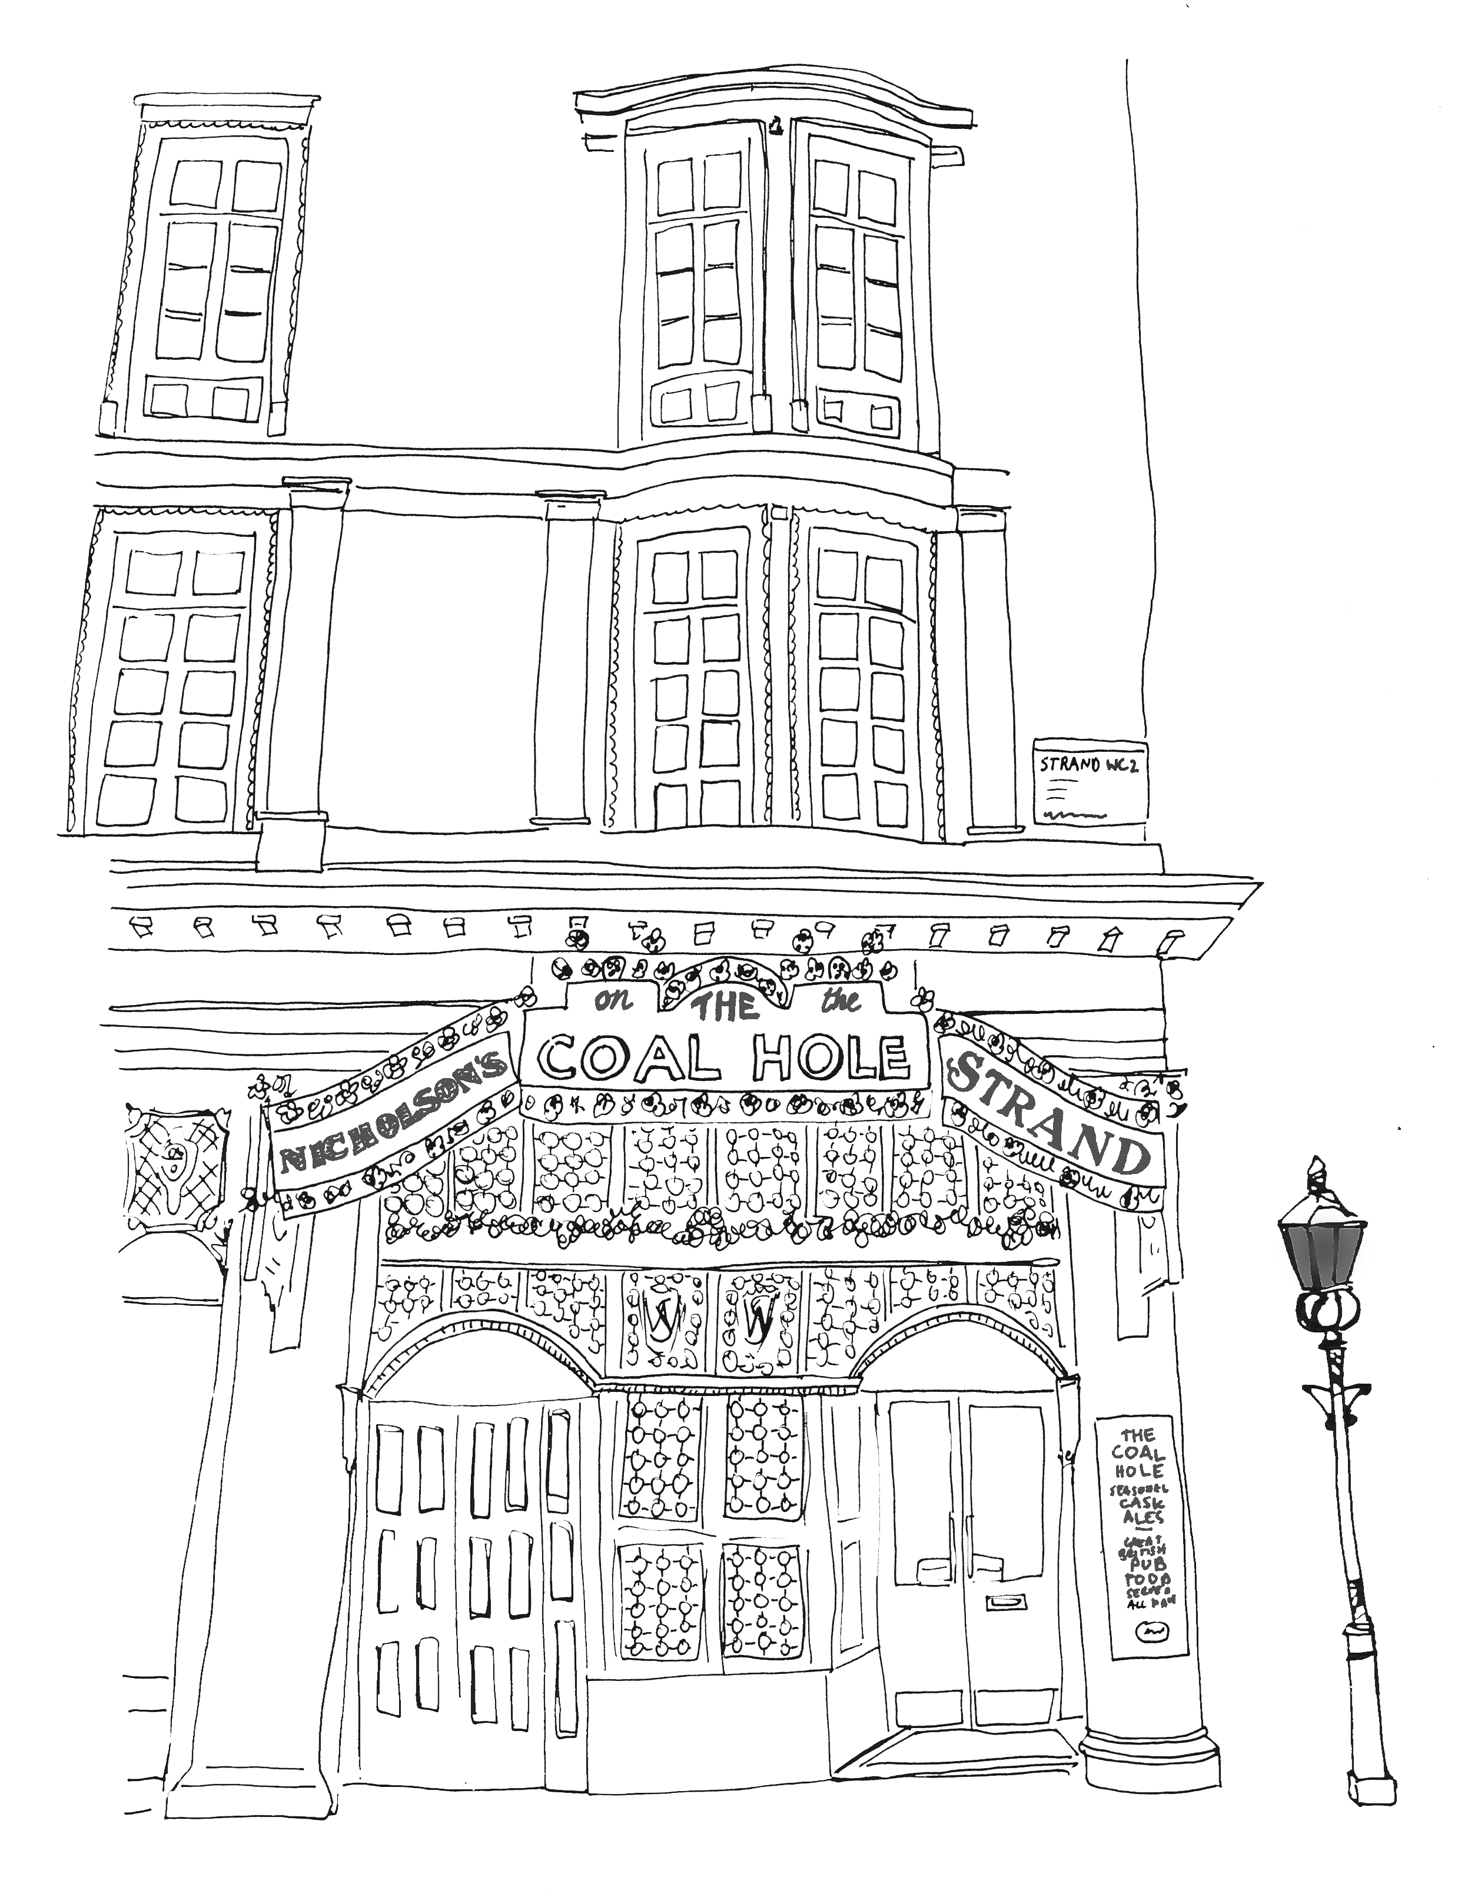 STRAND WC2
on THE the
COAL HOLE
NICHOLSON'S
STRAND
W W
THE
COAL
HOLE
SEASONAL
CASK
ALES
GREAT
BRITISH
PUB
FOOD
SERVED
ALL DAY